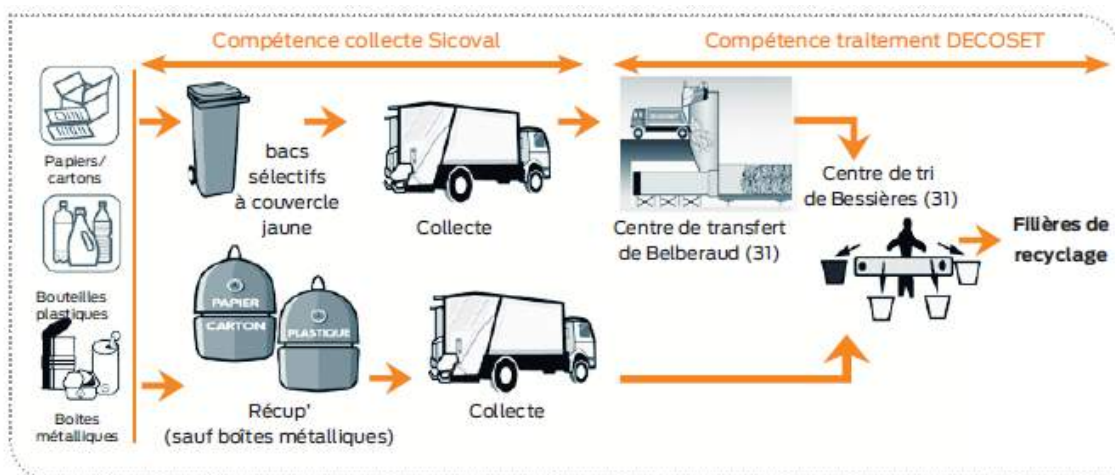 Compétence collecte Sicoval
Compétence traitement DECOSET
Papiers/
cartons
Bouteilles
plastiques
Boîtes
métalliques
bacs
sélectifs
à couvercle
jaune
Collecte
Centre de transfert
de Belberaud (31)
Centre de tri
de Bessières (31)
Filières de
recyclage
PAPIER
CARTON
PLASTIQUE
Récup’
(sauf boîtes métalliques)
Collecte